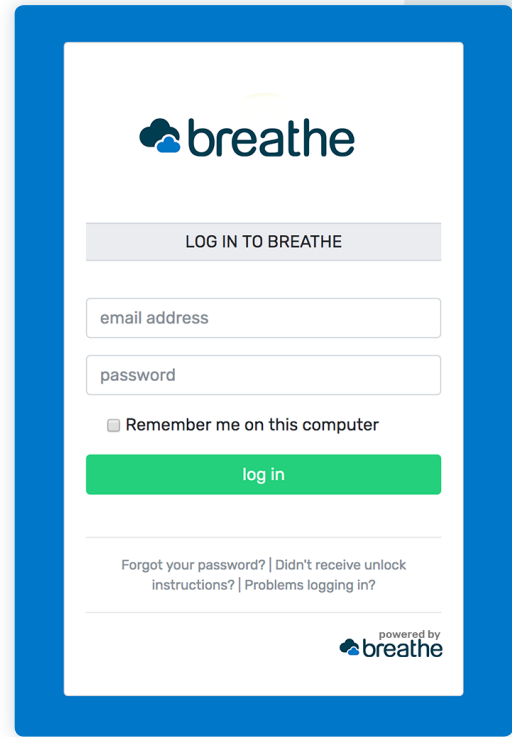 breathe
LOG IN TO BREATHE
email address
password
Remember me on this computer
log in
Forgot your password? | Didn't receive unlock
instructions? | Problems logging in?
powered by
breathe